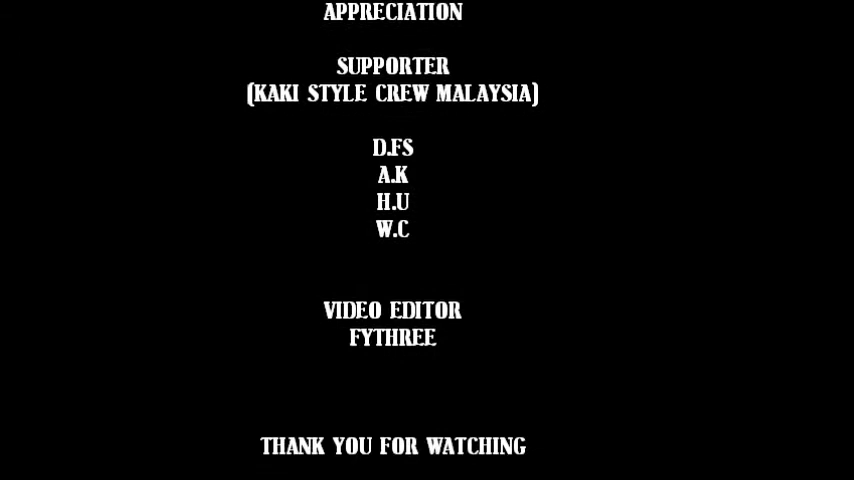 APPRECIATION
SUPPORTER
(KAKI STYLE CREW MALAYSIA)
D.FS
A.K
H.U
W.C
VIDEO EDITOR
FYTHREE
THANK YOU FOR WATCHING